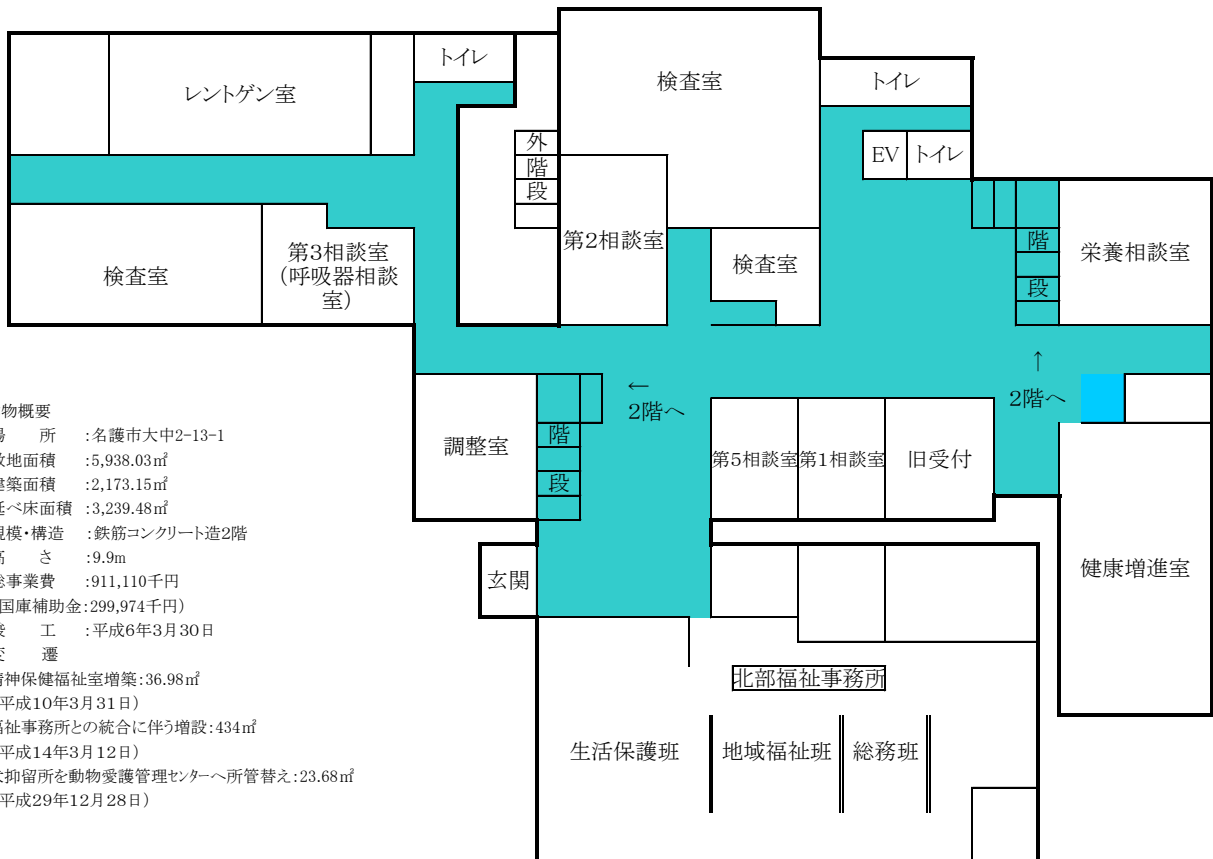 トイレ
検査室
トイレ
レントゲン室
外
階
段
EV
トイレ
第2相談室
検査室
階
段
栄養相談室
検査室
第3相談室
(呼吸器相談
室)
←
2階へ
↑
2階へ
調整室
階
段
第5相談室
第1相談室
旧受付
玄関
健康増進室
北部福祉事務所
生活保護班
地域福祉班
総務班
物概要
所 :名護市大中2-13-1
地面積 :5,938.03㎡
築面積 :2,173.15㎡
べ床面積 :3,239.48㎡
規模・構造 :鉄筋コンクリート造2階
高 さ :9.9m
総事業費 :911,110千円
国庫補助金:299,974千円)
工 :平成6年3月30日
変 遷
精神保健福祉室増築:36.98㎡
平成10年3月31日)
福祉事務所との統合に伴う増設:434㎡
平成14年3月12日)
犬抑留所を動物愛護管理センターへ所管替え:23.68㎡
平成29年12月28日)